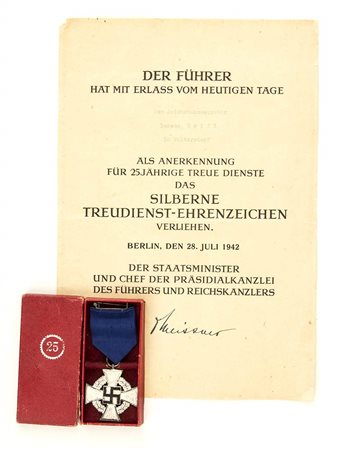 DER FÜHRER
HAT MIT ERLASS VOM HEUTIGEN TAGE
ALS ANERKENNUNG
FÜR 25JÄHRIGE TREUE DIENSTE
DAS
SILBERNE
TREUDIENST-EHRENZEICHEN
VERLIEHEN.
BERLIN, DEN 28. JULI 1942
DER STAATSMINISTER
UND CHEF DER PRÄSIDIALKANZLEI
DES FÜHRERS UND REICHSKANZLERS
Meissner
25